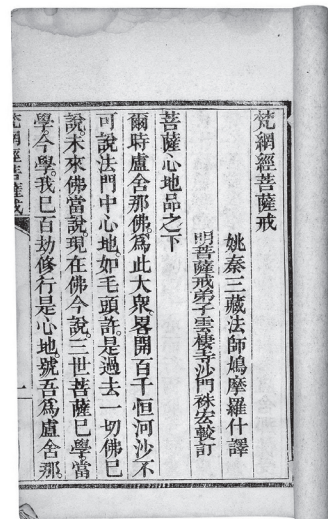 梵網經菩薩戒
姚秦三藏法師鳩摩羅什譯
明菩薩戒弟子雲棲寺沙門袾宏較訂
菩薩心地品之下
爾時盧舍那佛。爲此大衆畧開百千恒河沙不
可說法門中心地。如毛頭許。是過去一切佛巳
說。未來佛當說。現在佛今說。三世菩薩巳學。當
學。今學。我巳百劫修行是心地。號吾爲盧舍那。
梵網經菩薩戒
一